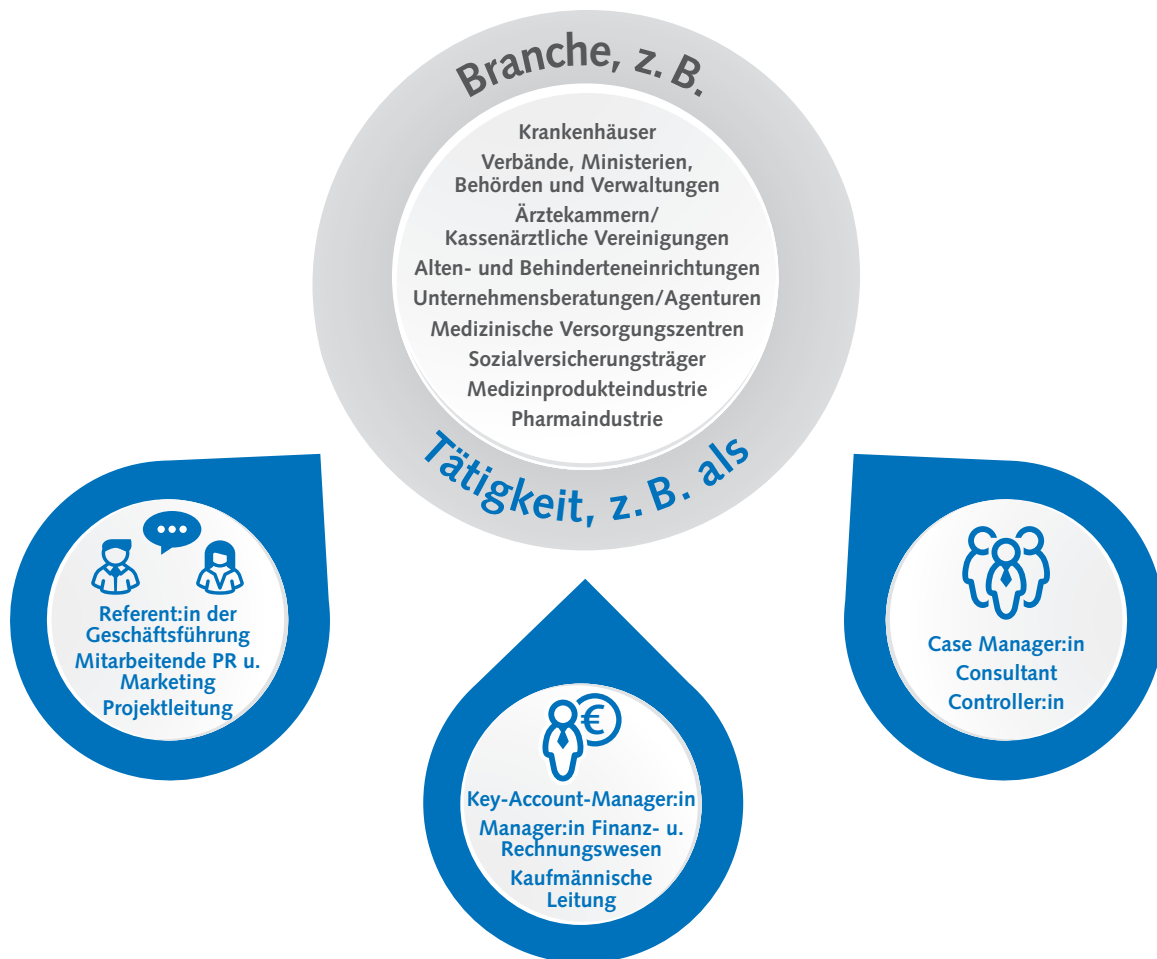 Branche, z. B.
Krankenhäuser
Verbände, Ministerien,
Behörden und Verwaltungen
Ärztekammern/
Kassenärztliche Vereinigungen
Alten- und Behinderteneinrichtungen
Unternehmensberatungen/Agenturen
Medizinische Versorgungszentren
Sozialversicherungsträger
Medizinprodukteindustrie
Pharmaindustrie
Tätigkeit, z. B. als
Referent:in der
Geschäftsführung
Mitarbeitende PR u.
Marketing
Projektleitung
€
Key-Account-Manager:in
Manager:in Finanz- u.
Rechnungswesen
Kaufmännische
Leitung
Case Manager:in
Consultant
Controller:in